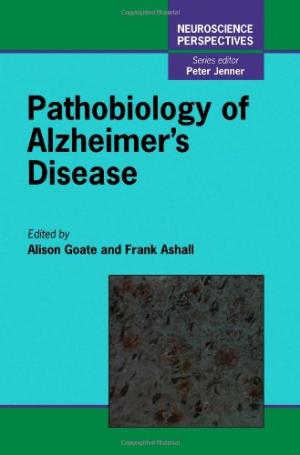 NEUROSCIENCE
PERSPECTIVES
Series editor
Peter Jenner
Pathobiology of
Alzheimer's
Disease
Edited by
Alison Goate and Frank Ashall